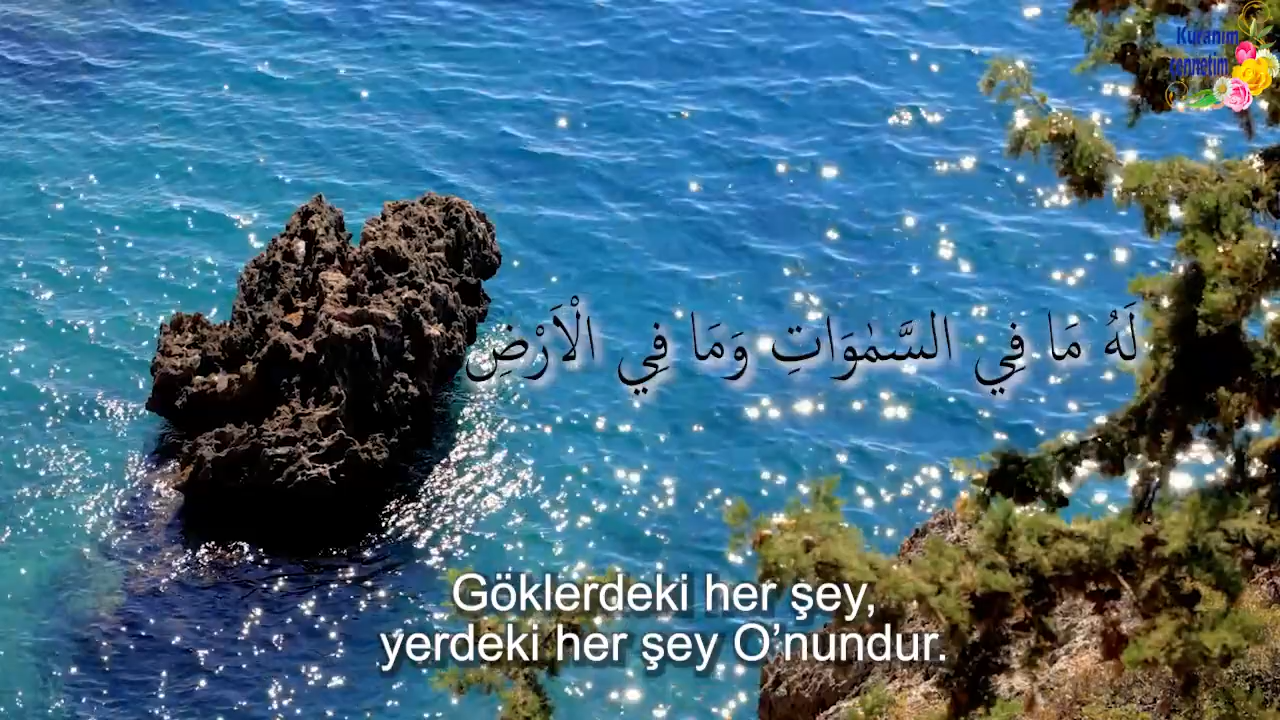 Kuranım
cennetim
لَهُ مَا فِي السَّمٰوَاتِ وَمَا فِي الْاَرْضِ
Göklerdeki her şey,
yerdeki her şey O’nundur.